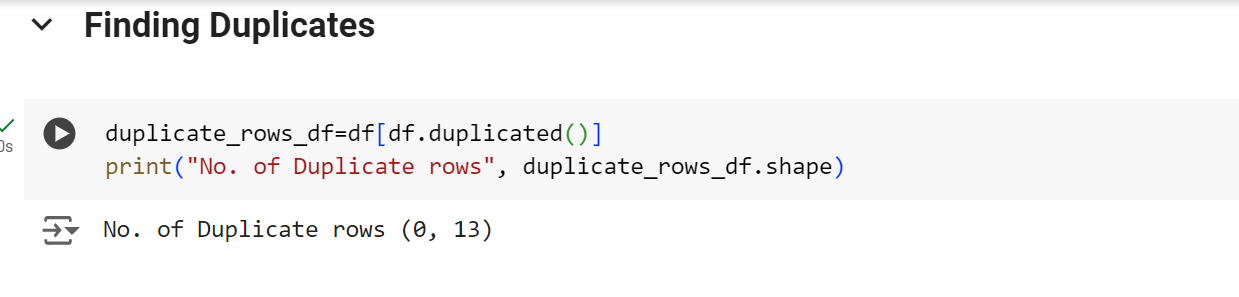 Finding Duplicates
duplicate_rows_df=df[df.duplicated()]
0s
print("No. of Duplicate rows", duplicate_rows_df.shape)
No. of Duplicate rows (0, 13)